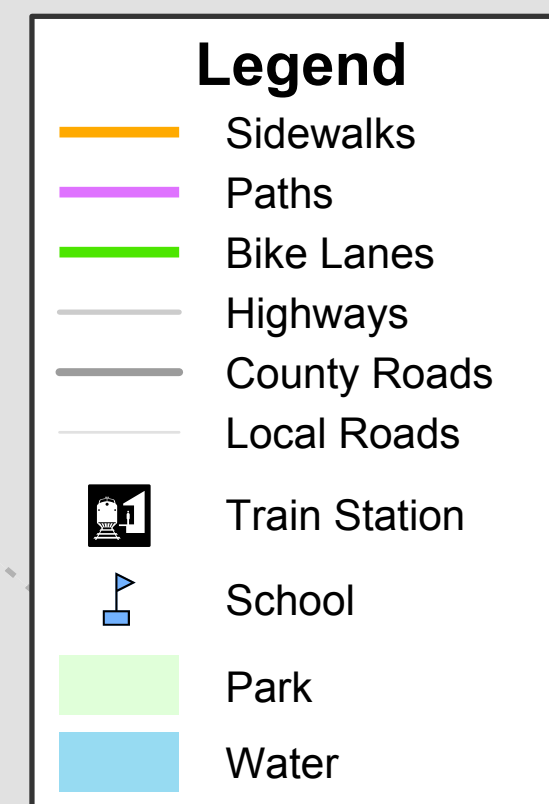 Legend
Sidewalks
Paths
Bike Lanes
Highways
County Roads
Local Roads
Train Station
School
Park
Water